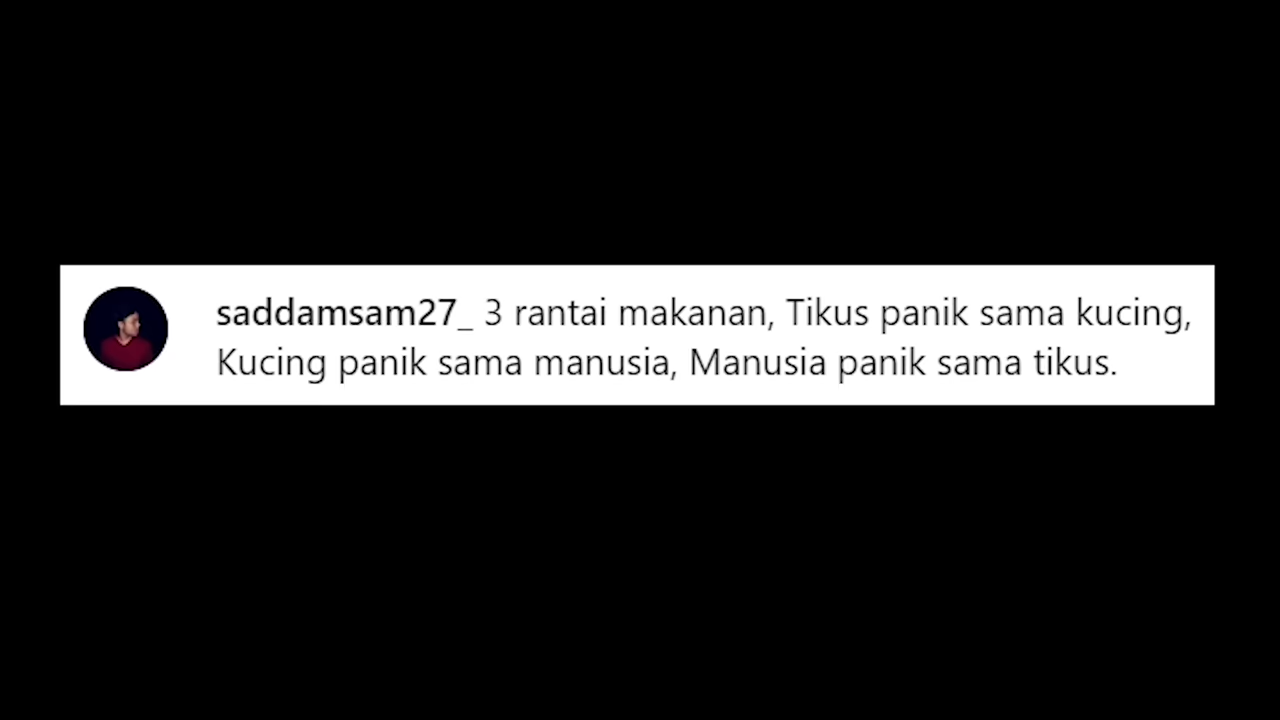 saddamsam27_ 3 rantai makanan, Tikus panik sama kucing,
Kucing panik sama manusia, Manusia panik sama tikus.